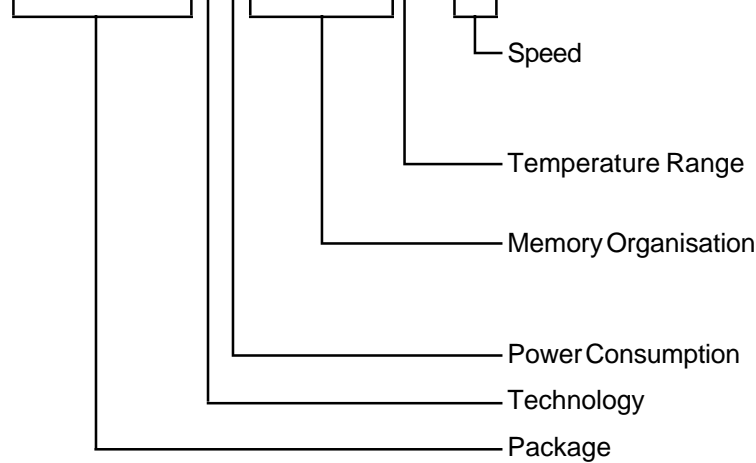 Speed
Temperature Range
Memory Organisation
Power Consumption
Technology
Package